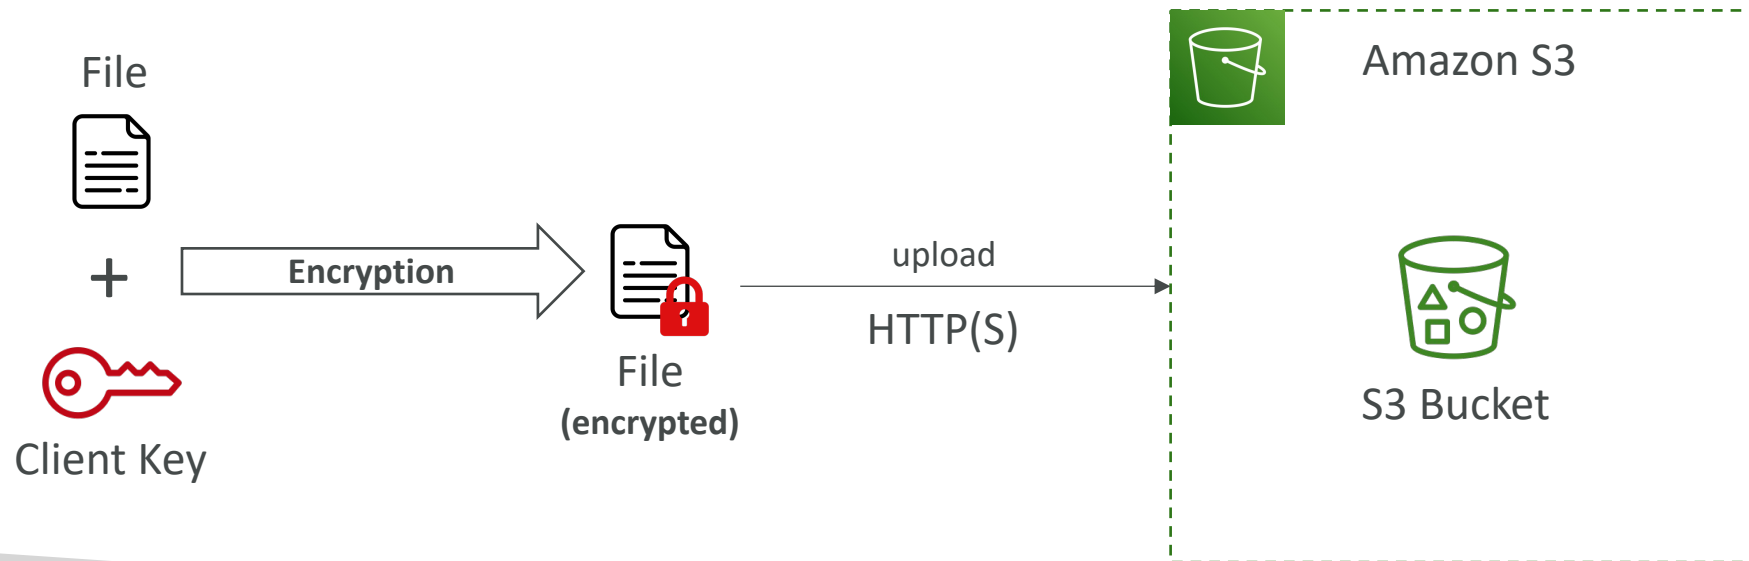 File
+
Client Key
Encryption
File
(encrypted)
upload
HTTP(S)
Amazon S3
S3 Bucket